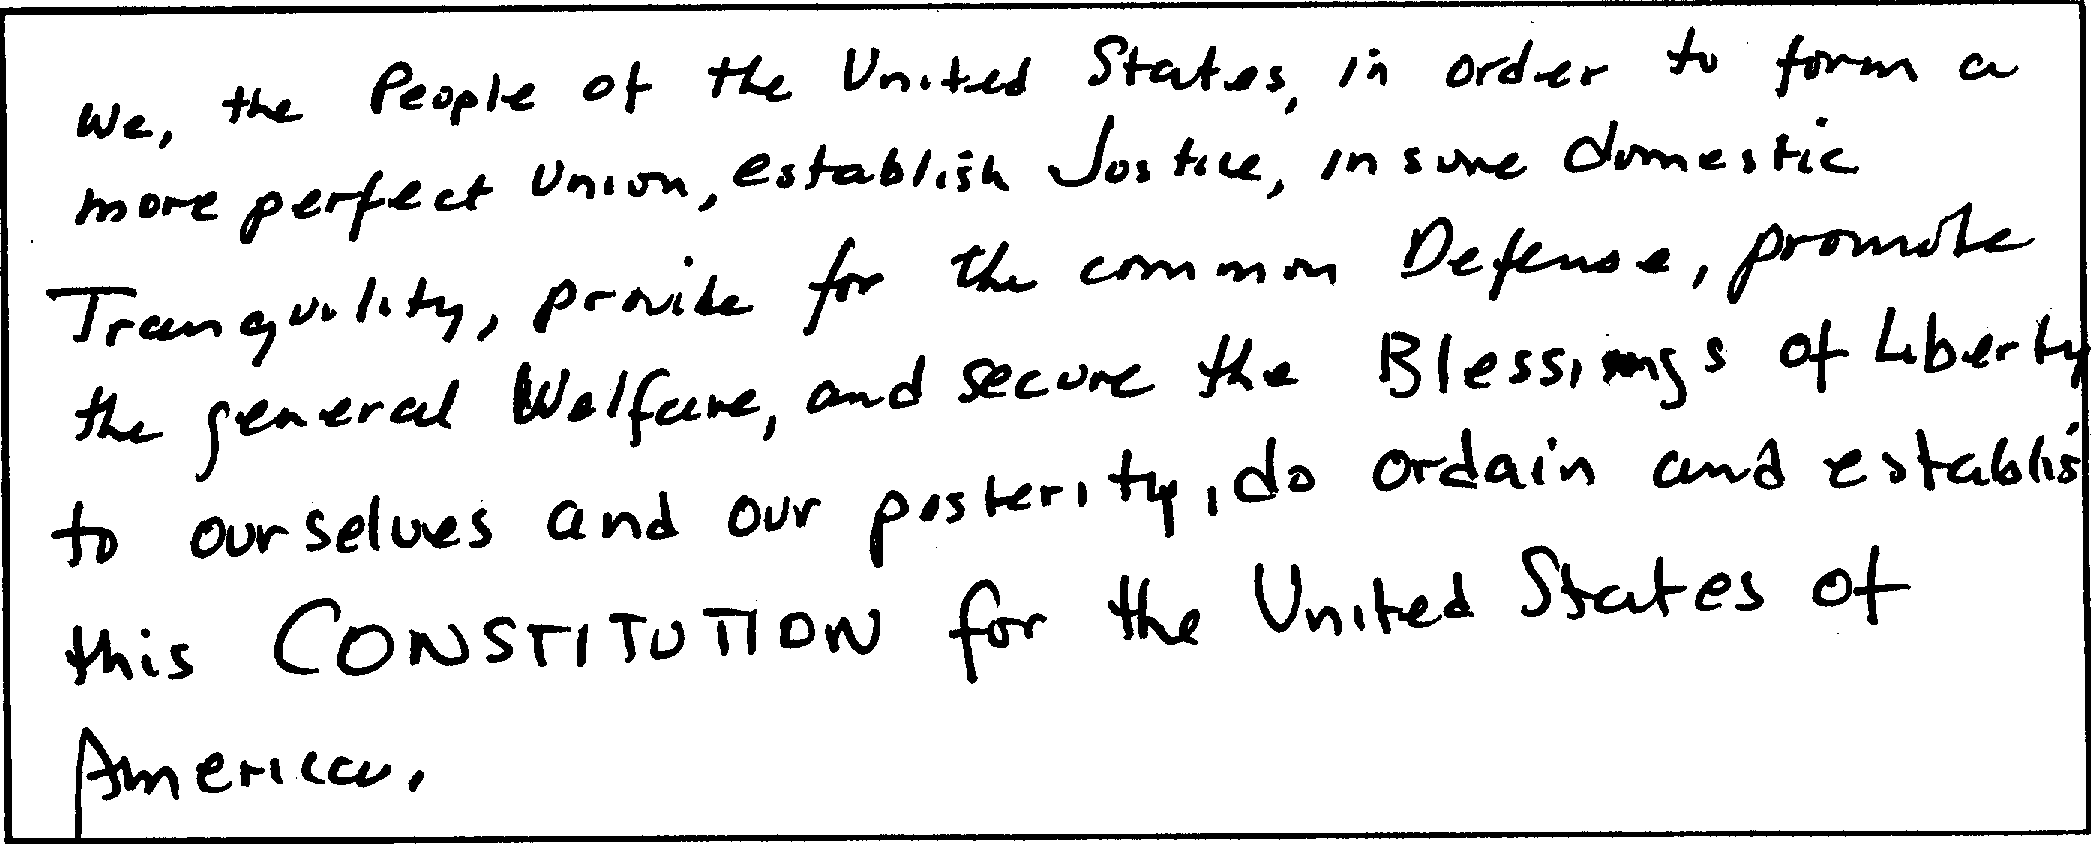 We, the People of the United States, in order to form a
more perfect Union, establish Justice, insure domestic
Tranquility, provide for the common Defense, promote
the general Welfare, and secure the Blessings of Liberty
to ourselves and our posterity, do ordain and establis
this CONSTITUTION for the United States of
America.